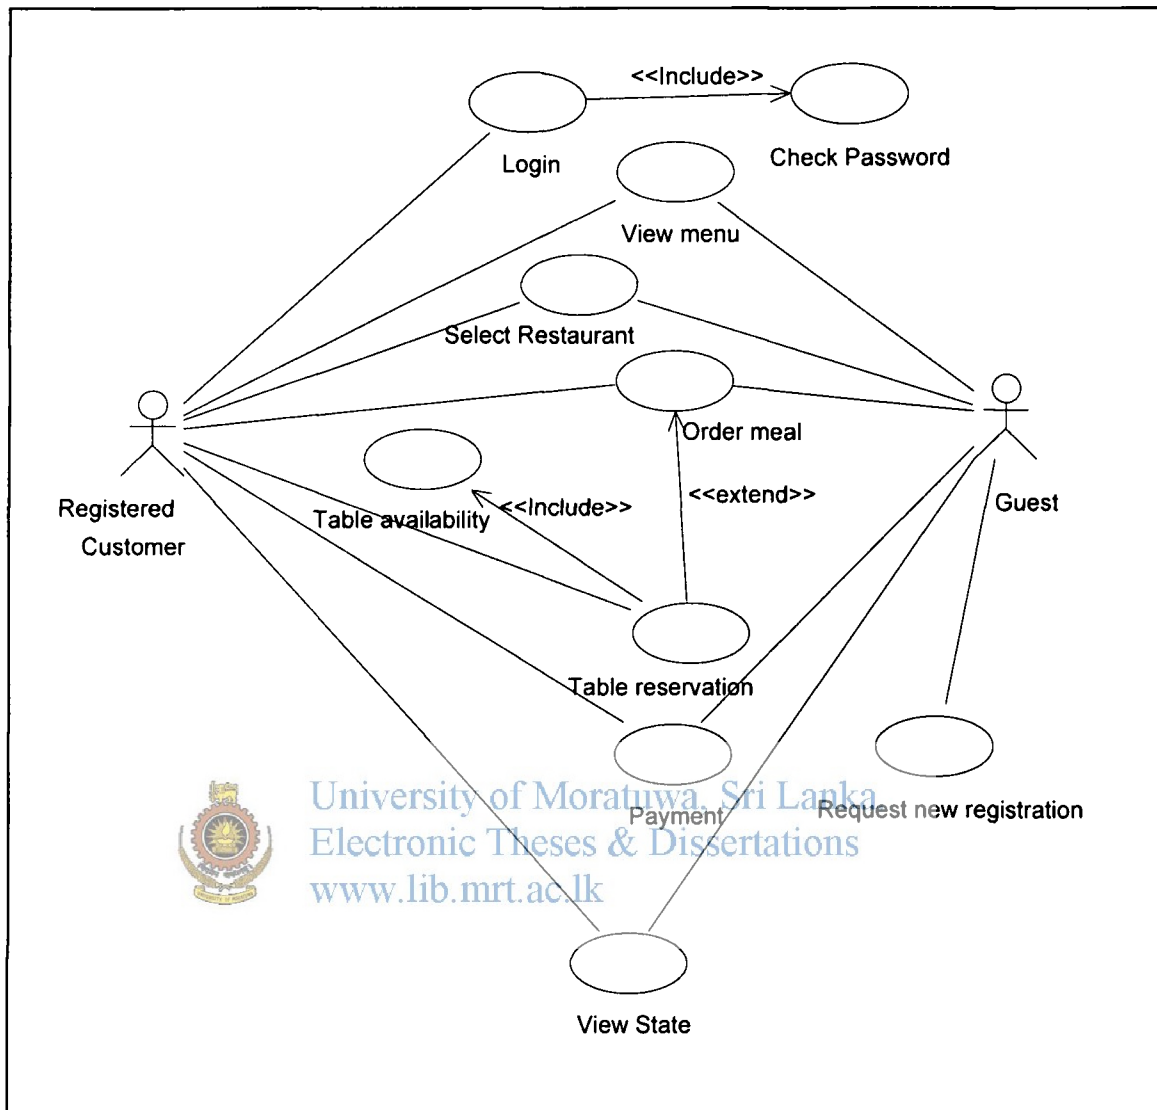 <<Include>>
Login
Check Password
View menu
Select Restaurant
Order meal
Registered
Customer
Table availability
<<Include>>
<<extend>>
Guest
Table reservation
Payment
Request new registration
University of Moratuwa, Sri Lanka
Electronic Theses & Dissertations
www.lib.mrt.ac.lk
View State